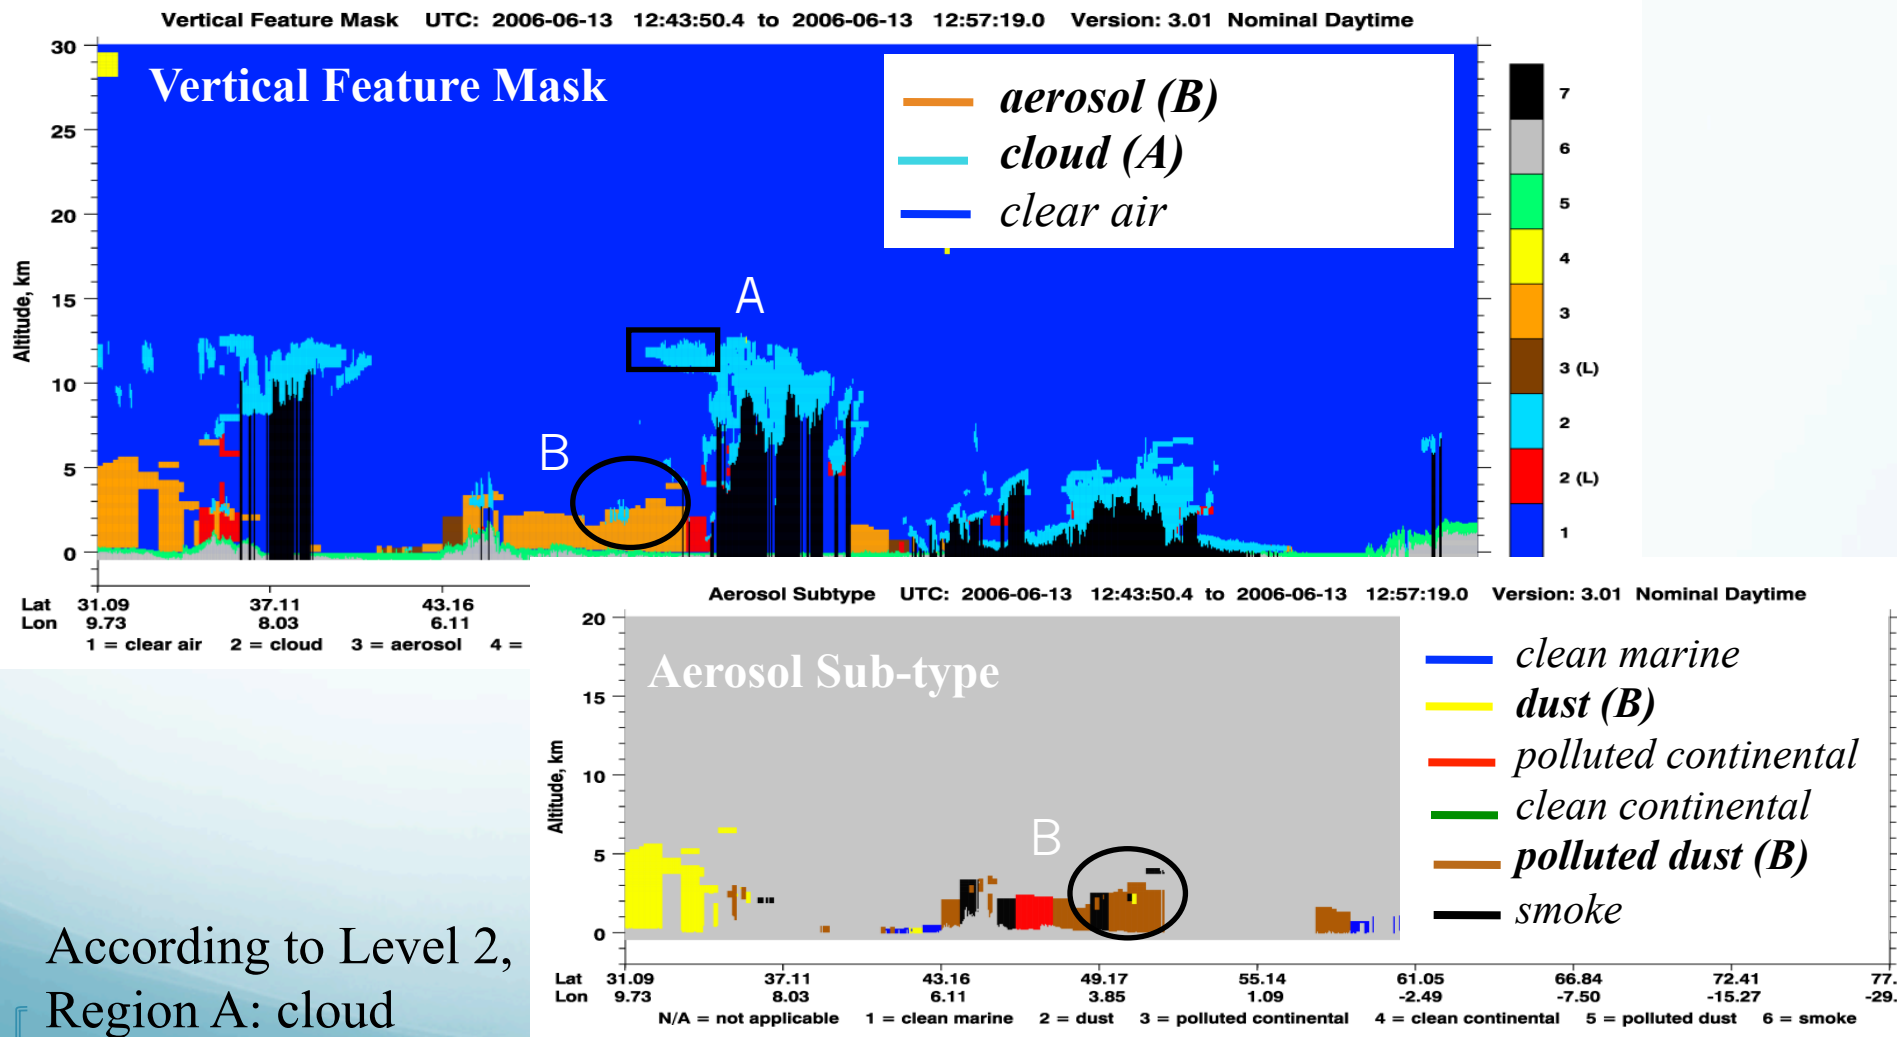 Vertical Feature Mask UTC: 2006-06-13 12:43:50.4 to 2006-06-13 12:57:19.0 Version: 3.01 Nominal Daytime
Vertical Feature Mask
aerosol (B)
cloud (A)
clear air
30
25
20
15
10
5
0
Altitude, km
A
B
7
6
5
4
3
3 (L)
2
2 (L)
1
Lat 31.09 37.11 43.16
Lon 9.73 8.03 6.11
1 = clear air 2 = cloud 3 = aerosol 4 =
Aerosol Subtype UTC: 2006-06-13 12:43:50.4 to 2006-06-13 12:57:19.0 Version: 3.01 Nominal Daytime
Aerosol Sub-type
20
15
10
5
0
Altitude, km
B
clean marine
dust (B)
polluted continental
clean continental
polluted dust (B)
smoke
Lat 31.09 37.11 43.16 49.17 55.14 61.05 66.84 72.41 77.
Lon 9.73 8.03 6.11 3.85 1.09 -2.49 -7.50 -15.27 -29.
N/A = not applicable 1 = clean marine 2 = dust 3 = polluted continental 4 = clean continental 5 = polluted dust 6 = smoke
According to Level 2,
Region A: cloud